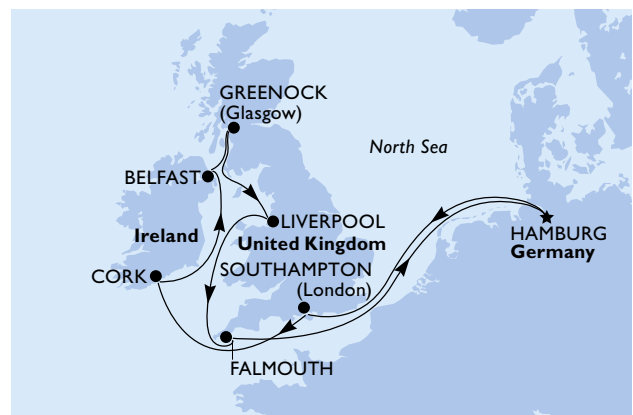 GREENOCK
(Glasgow)
North Sea
BELFAST
LIVERPOOL
Ireland
United Kingdom
HAMBURG
Germany
CORK
SOUTHAMPTON
(London)
FALMOUTH